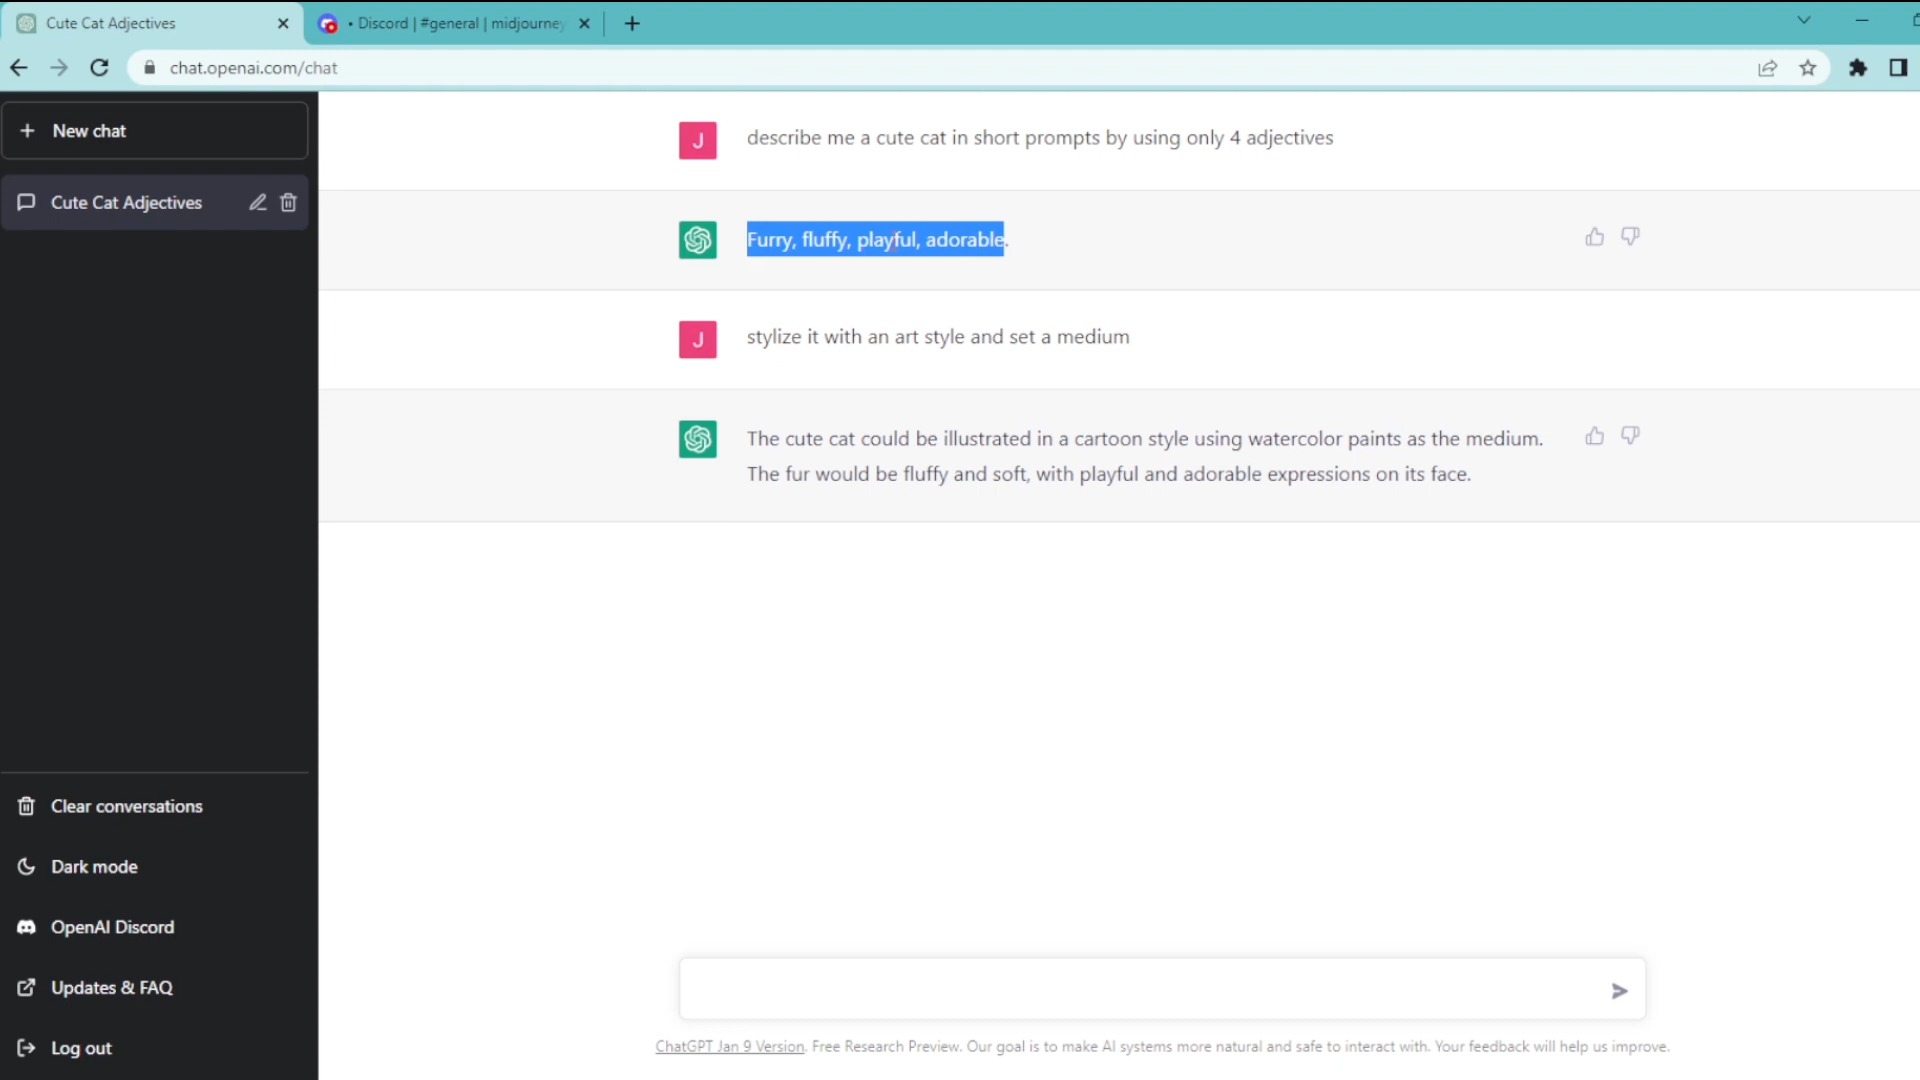 Cute Cat Adjectives
• Discord | #general | midjourney
chat.openai.com/chat
New chat
Cute Cat Adjectives
Clear conversations
Dark mode
OpenAI Discord
Updates & FAQ
Log out
J
describe me a cute cat in short prompts by using only 4 adjectives
Furry, fluffy, playful, adorable.
J
stylize it with an art style and set a medium
The cute cat could be illustrated in a cartoon style using watercolor paints as the medium.
The fur would be fluffy and soft, with playful and adorable expressions on its face.
ChatGPT Jan 9 Version. Free Research Preview. Our goal is to make AI systems more natural and safe to interact with. Your feedback will help us improve.